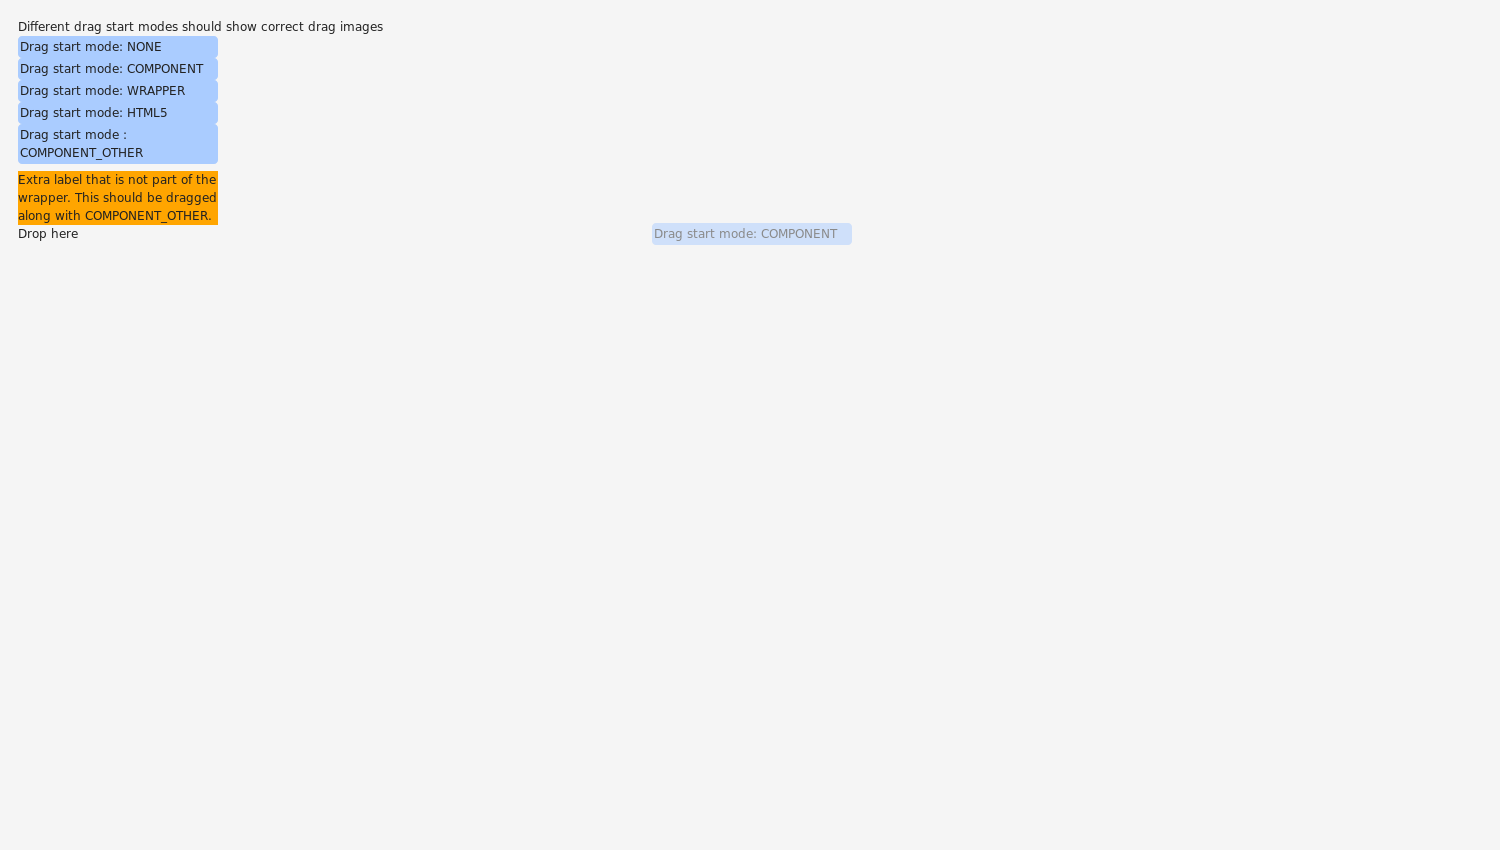 Different drag start modes should show correct drag images
Drag start mode: NONE
Drag start mode: COMPONENT
Drag start mode: WRAPPER
Drag start mode: HTML5
Drag start mode :
COMPONENT_OTHER
Extra label that is not part of the
wrapper. This should be dragged
along with COMPONENT_OTHER.
Drop here
Drag start mode: COMPONENT